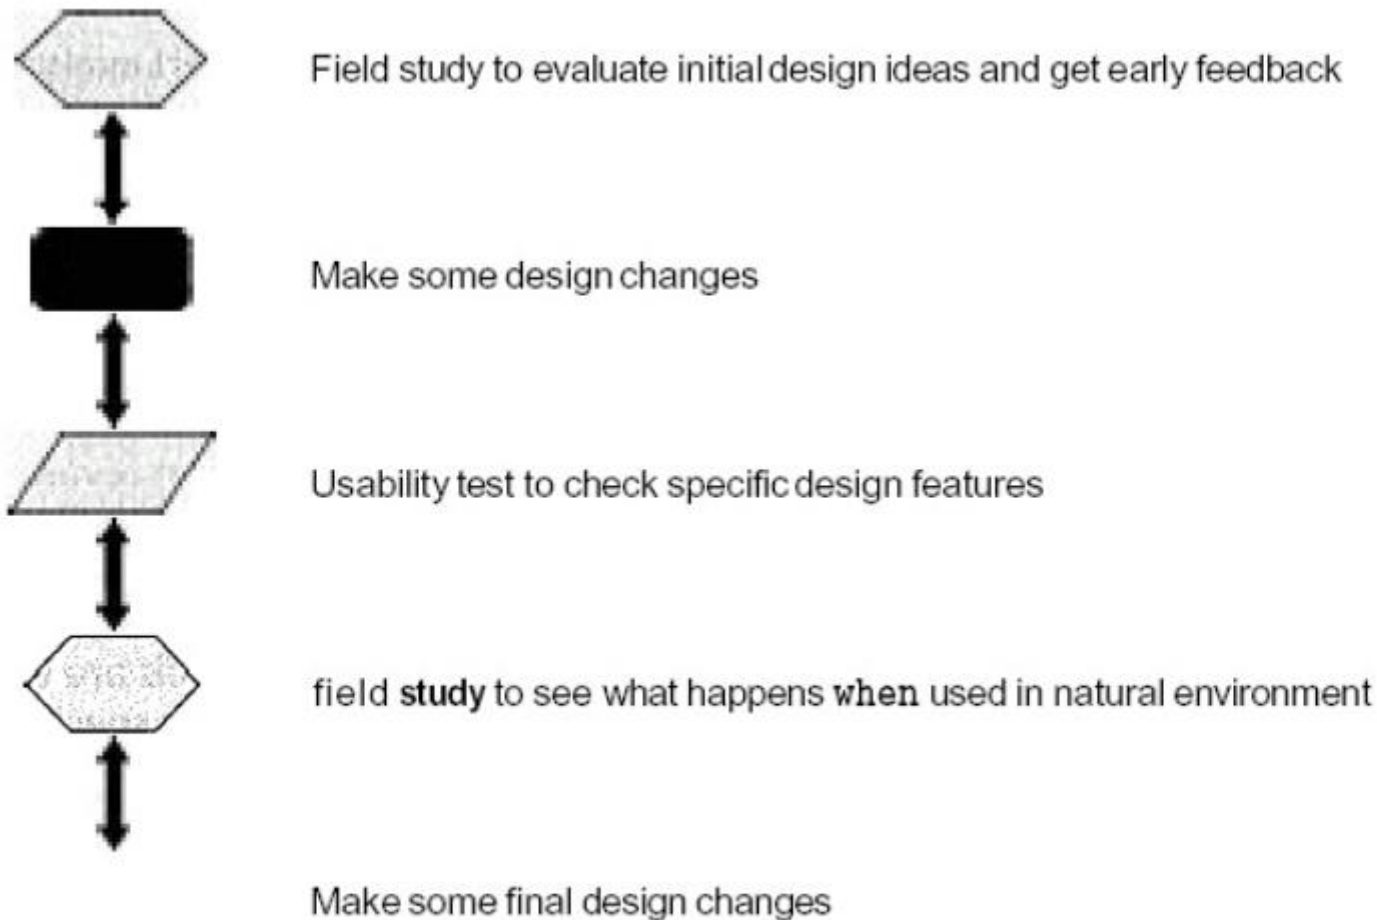 Field study to evaluate initial design ideas and get early feedback
Make some design changes
Usability test to check specific design features
field study to see what happens when used in natural environment
Make some final design changes